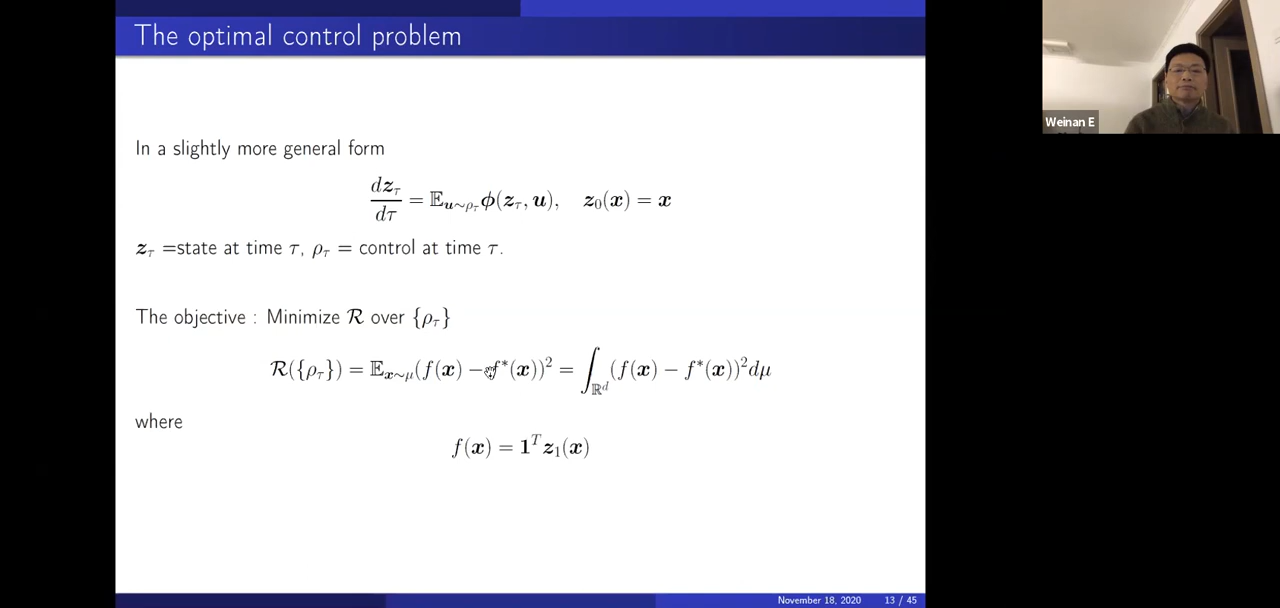 The optimal control problem
In a slightly more general form
d𝒛_τ/dτ = 𝔼_{𝒖∼ρ_τ} 𝝓(𝒛_τ, 𝒖),   𝒛_0(𝒙) = 𝒙
𝒛_τ =state at time τ, ρ_τ = control at time τ.
The objective : Minimize ℛ over {ρ_τ}
ℛ({ρ_τ}) = 𝔼_{𝒙∼μ}(f(𝒙) − f*(𝒙))² = ∫_{ℝ^d} (f(𝒙) − f*(𝒙))² dμ
where
f(𝒙) = 𝟏^T 𝒛_1(𝒙)
November 18, 2020 13 / 45
Weinan E